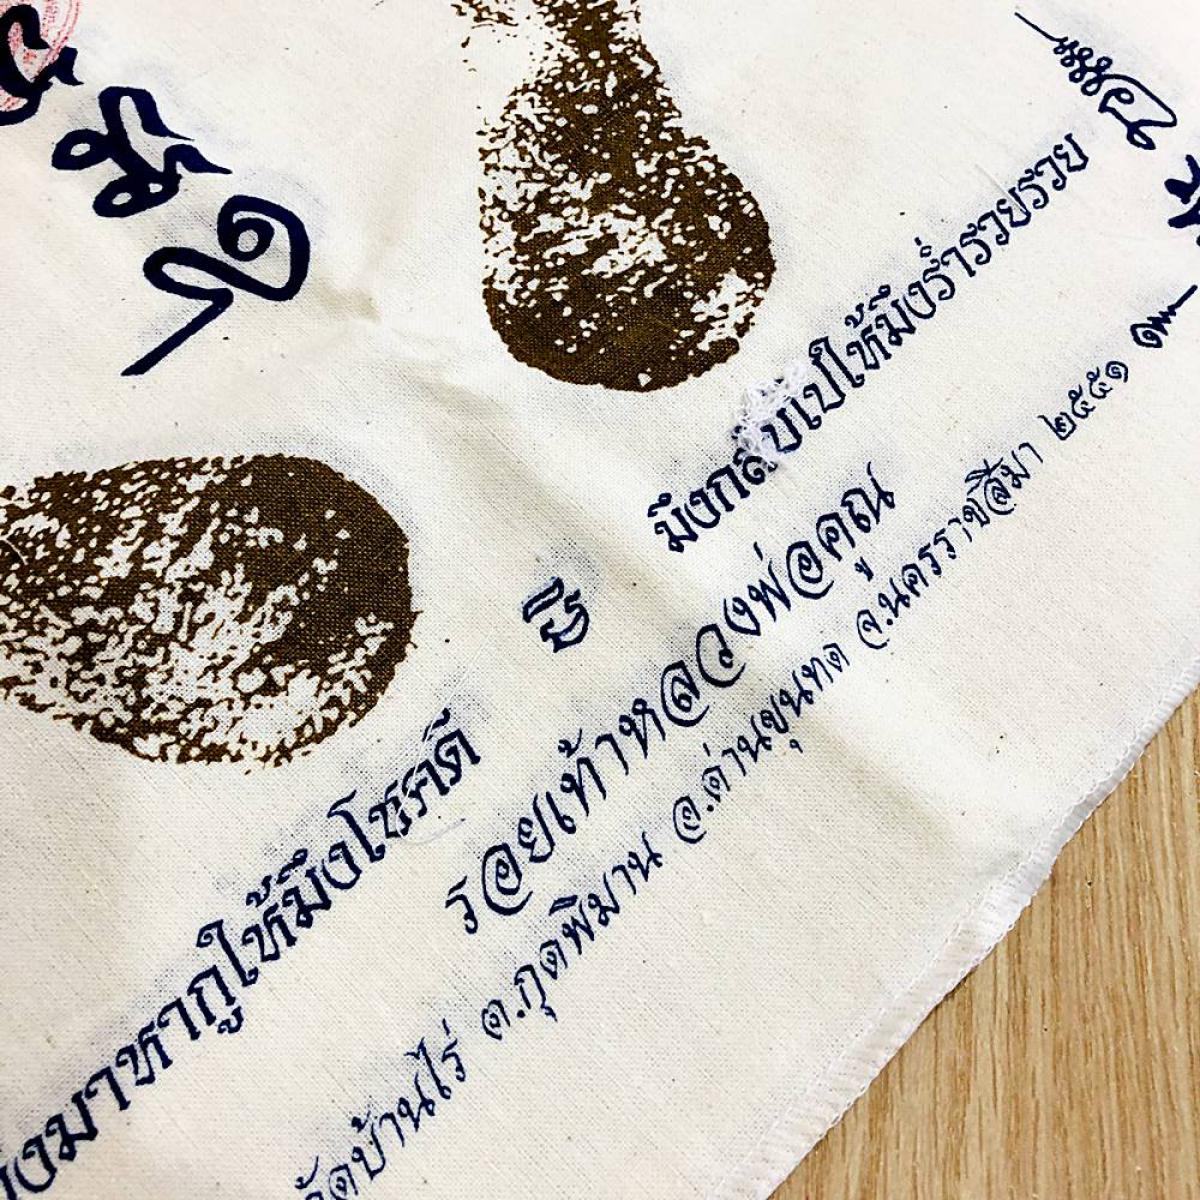 มาหากูให้มึงโชคดี
มึงกลับไปให้มึงร่ำรวยรวย
รอยเท้าหลวงพ่อคูณ
วัดบ้านไร่ ต.กุดพิมาน อ.ด่านขุนทด จ.นครราชสีมา ๒๕๕๑